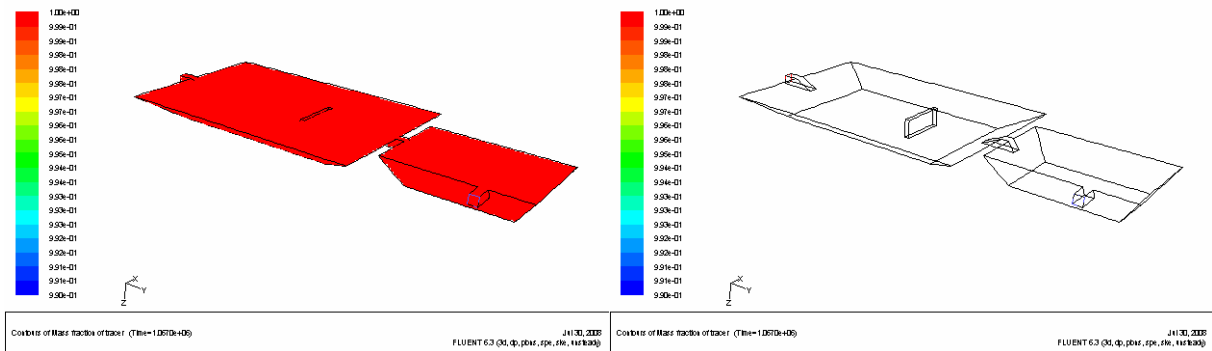 1.00e+00
9.99e-01
9.99e-01
9.98e-01
9.98e-01
9.97e-01
9.97e-01
9.96e-01
9.96e-01
9.95e-01
9.95e-01
9.94e-01
9.94e-01
9.93e-01
9.93e-01
9.92e-01
9.92e-01
9.91e-01
9.91e-01
9.90e-01
X
Y
Z
Contours of Mass fraction of tracer (Time=1.0670e+06)
Jul 30, 2008
FLUENT 6.3 (3d, dp, pbns, spe, ske, unsteady)
1.00e+00
9.99e-01
9.99e-01
9.98e-01
9.98e-01
9.97e-01
9.97e-01
9.96e-01
9.96e-01
9.95e-01
9.95e-01
9.94e-01
9.94e-01
9.93e-01
9.93e-01
9.92e-01
9.92e-01
9.91e-01
9.91e-01
9.90e-01
X
Y
Z
Contours of Mass fraction of tracer (Time=1.0670e+06)
Jul 30, 2008
FLUENT 6.3 (3d, dp, pbns, spe, ske, unsteady)